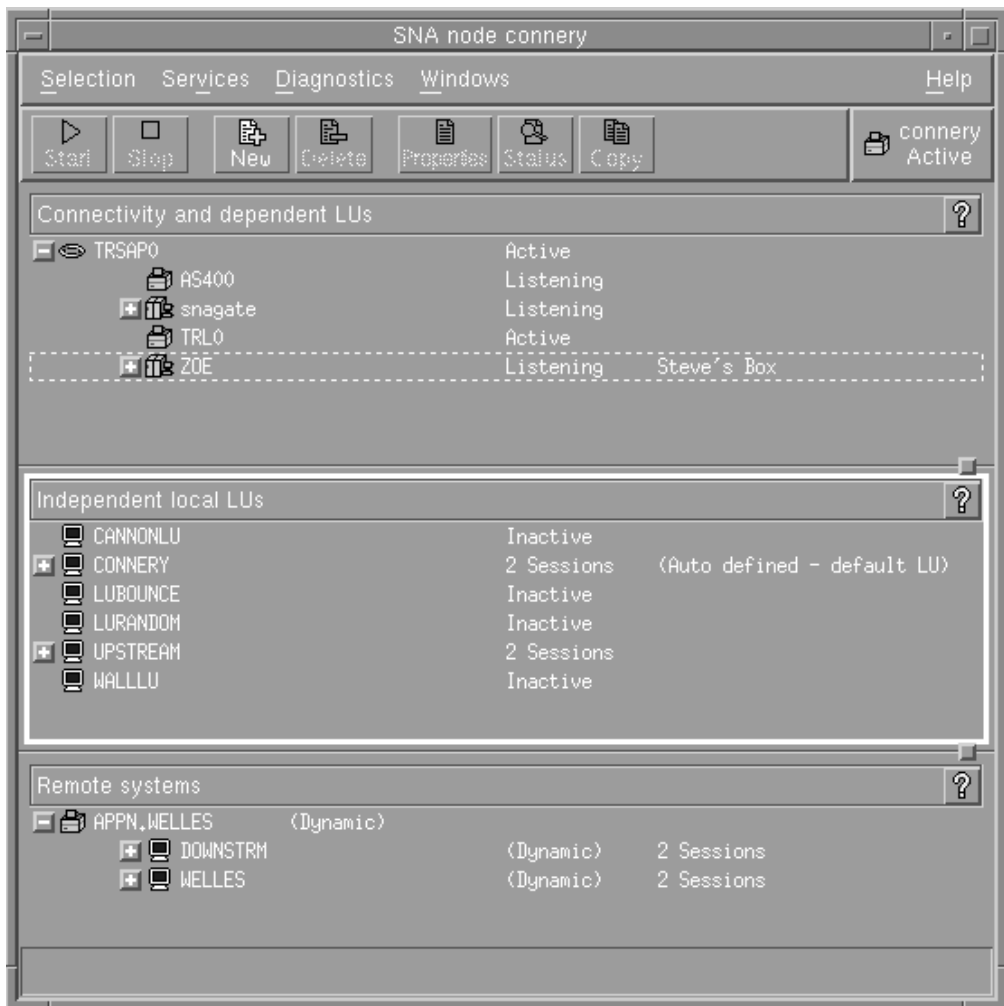 SNA node connery
Selection Services Diagnostics Windows Help
Start Stop New Delete Properties Status Copy connery
Active
Connectivity and dependent LUs ?
TRSAP0 Active
AS400 Listening
snagate Listening
TRL0 Active
ZOE Listening Steve's Box
Independent local LUs ?
CANNONLU Inactive
CONNERY 2 Sessions (Auto defined - default LU)
LUBOUNCE Inactive
LURANDOM Inactive
UPSTREAM 2 Sessions
WALLLU Inactive
Remote systems ?
APPN.WELLES (Dynamic)
DOWNSTRM (Dynamic) 2 Sessions
WELLES (Dynamic) 2 Sessions